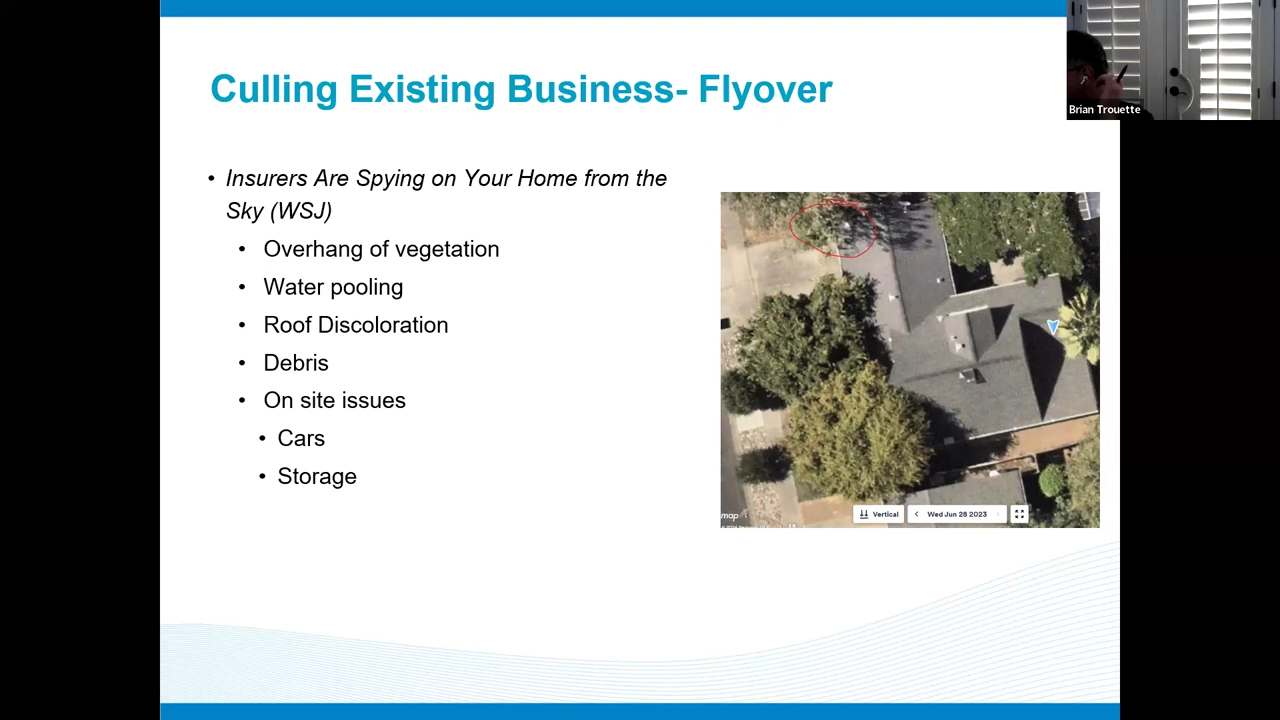 Culling Existing Business- Flyover
Brian Trouette
• Insurers Are Spying on Your Home from the
Sky (WSJ)
• Overhang of vegetation
• Water pooling
• Roof Discoloration
• Debris
• On site issues
• Cars
• Storage
map
Vertical
< Wed Jun 28 2023 >